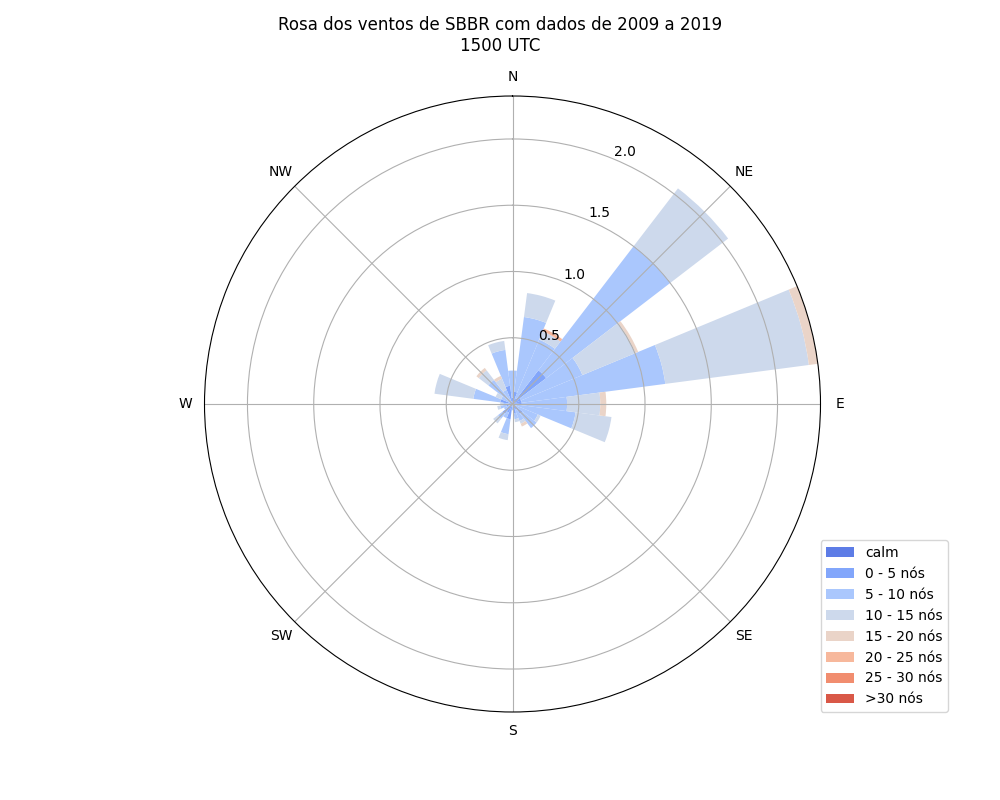 Rosa dos ventos de SBBR com dados de 2009 a 2019
1500 UTC
N
NW
NE
2.0
1.5
1.0
0.5
W
E
SW
SE
S
calm
0 - 5 nós
5 - 10 nós
10 - 15 nós
15 - 20 nós
20 - 25 nós
25 - 30 nós
>30 nós